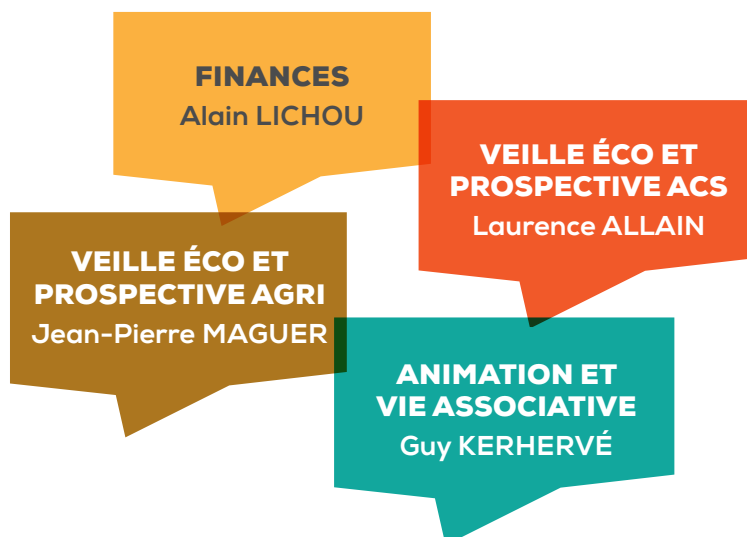 FINANCES
Alain LICHOU
VEILLE ÉCO ET
PROSPECTIVE ACS
Laurence ALLAIN
VEILLE ÉCO ET
PROSPECTIVE AGRI
Jean-Pierre MAGUER
ANIMATION ET
VIE ASSOCIATIVE
Guy KERHERVÉ